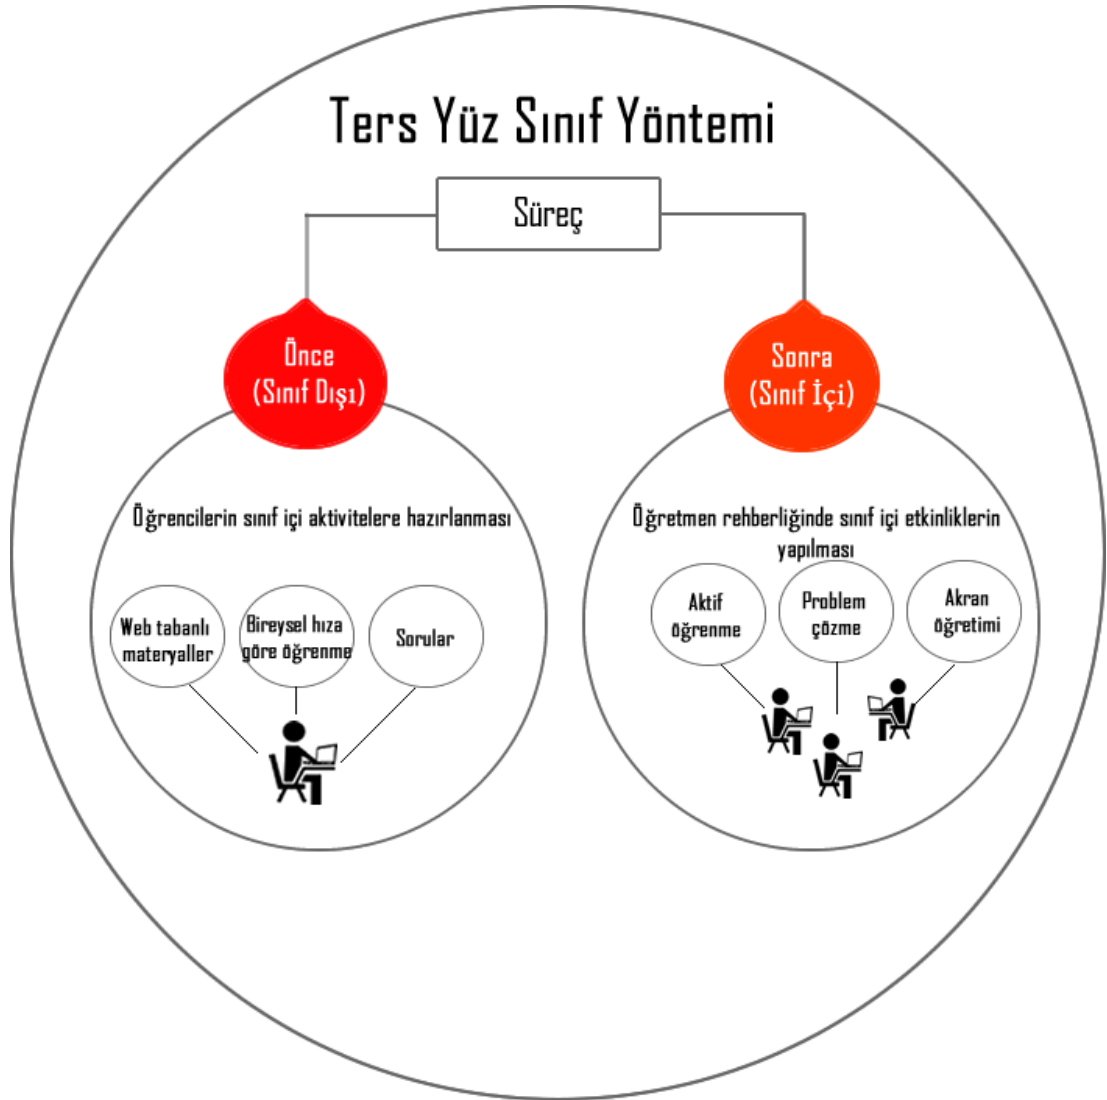 Ters Yüz Sınıf Yöntemi
Süreç
Önce
(Sınıf Dışı)
Öğrencilerin sınıf içi aktivitelere hazırlanması
Web tabanlı
materyaller
Bireysel hıza
göre öğrenme
Sorular
Sonra
(Sınıf İçi)
Öğretmen rehberliğinde sınıf içi etkinliklerin
yapılması
Aktif
öğrenme
Problem
çözme
Akran
öğretimi